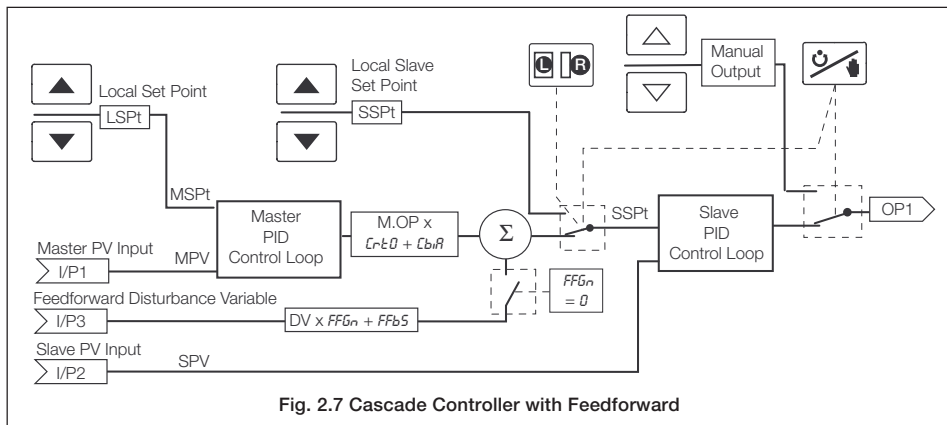 Local Set Point
LSPt
Local Slave
Set Point
SSPt
L R
Manual
Output
MSPt
Master
PID
Control Loop
M.OP x
CrtO + CbiA
Σ
SSPt
Slave
PID
Control Loop
OP1
Master PV Input
I/P1
MPV
FFGn
= 0
Feedforward Disturbance Variable
I/P3
DV x FFGn + FFbS
Slave PV Input
I/P2
SPV
Fig. 2.7 Cascade Controller with Feedforward